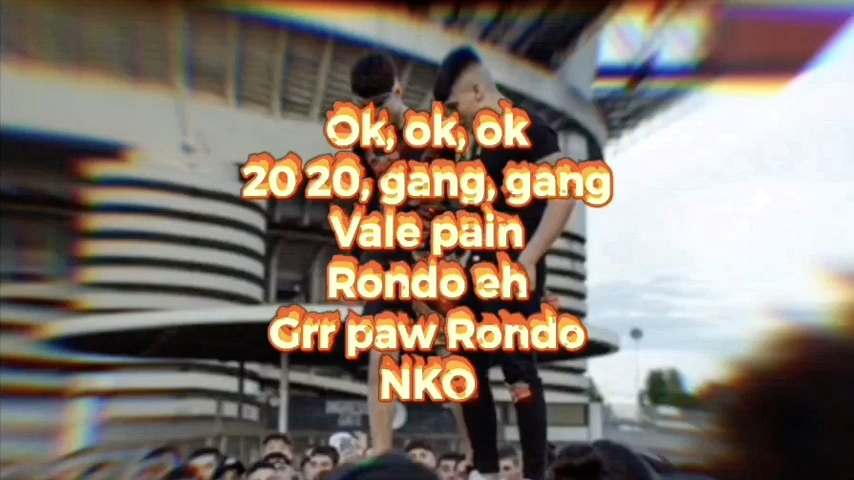 Ok, ok, ok
20 20, gang, gang
Vale pain
Rondo eh
Grr paw Rondo
NKO